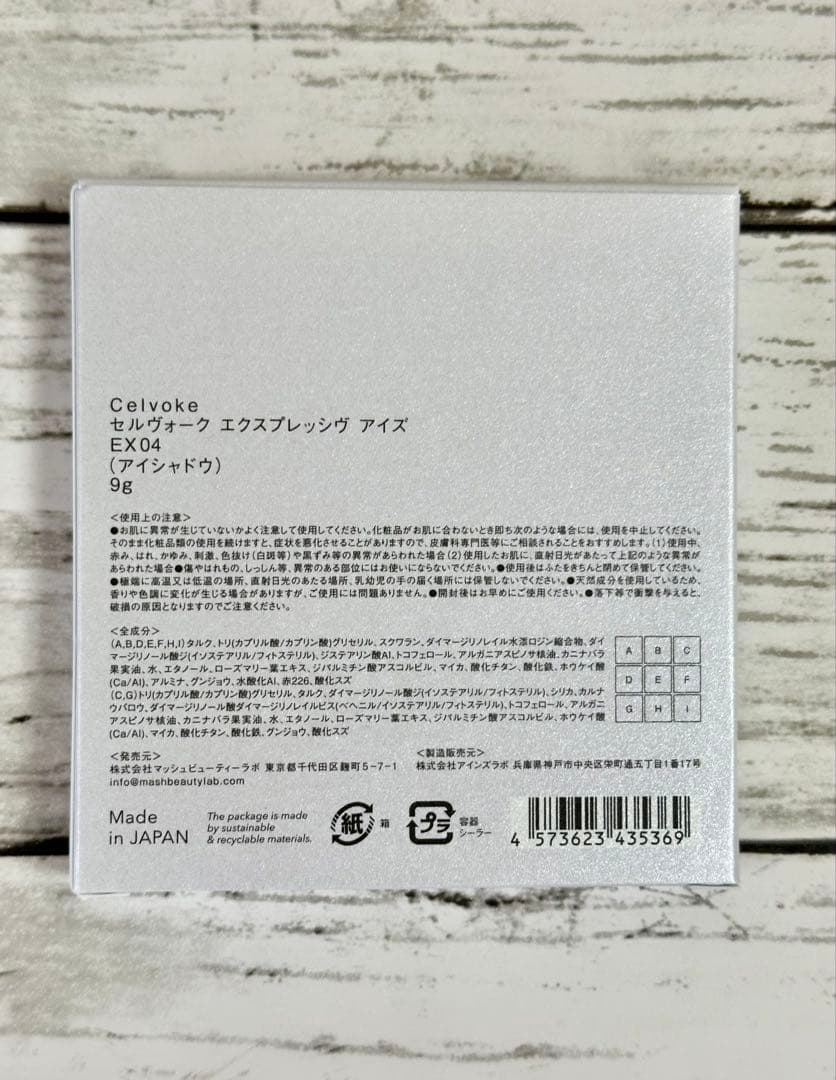 Celvoke
セルヴォーク エクスプレッシヴ アイズ
EX04
(アイシャドウ)
9g
<使用上の注意>
●お肌に異常が生じていないかよく注意して使用してください。化粧品がお肌に合わないとき即ち次のような場合には、使用を中止してください。
そのまま化粧品類の使用を続けますと、症状を悪化させることがありますので、皮膚科専門医等にご相談されることをおすすめします。(1)使用中、
赤み、はれ、かゆみ、刺激、色抜け(白斑等)や黒ずみ等の異常があらわれた場合(2)使用したお肌に、直射日光があたって上記のような異常が
あらわれた場合●傷やはれもの、しっしん等、異常のある部位にはお使いにならないでください。●使用後はふたをきちんと閉めて保管してください。
●極端に高温又は低温の場所、直射日光のあたる場所、乳幼児の手の届く場所には保管しないでください。●天然成分を使用しているため、
香りや色調に変化が生じる場合がありますが、ご使用には問題ありません。●開封後はお早めにご使用ください。●落下等で衝撃を与えると、
破損の原因となりますのでご注意ください。
<全成分>
(A,B,D,E,F,H,I)タルク、トリ(カプリル酸/カプリン酸)グリセリル、スクワラン、ダイマージリノレイル水添ロジン縮合物、ダイ
マージリノール酸ジ(イソステアリル/フィトステリル)、ジステアリン酸Al、トコフェロール、アルガニアスピノサ核油、カニナバラ
果実油、水、エタノール、ローズマリー葉エキス、ジパルミチン酸アスコルビル、マイカ、酸化チタン、酸化鉄、ホウケイ酸
(Ca/Al)、アルミナ、グンジョウ、水酸化Al、赤226、酸化スズ
(C,G)トリ(カプリル酸/カプリン酸)グリセリル、タルク、ダイマージリノール酸ジ(イソステアリル/フィトステリル)、シリカ、カルナ
ウバロウ、ダイマージリノール酸ダイマージリノレイルビス(ベヘニル/イソステアリル/フィトステリル)、トコフェロール、アルガニ
アスピノサ核油、カニナバラ果実油、水、エタノール、ローズマリー葉エキス、ジパルミチン酸アスコルビル、ホウケイ酸
(Ca/Al)、マイカ、酸化チタン、酸化鉄、グンジョウ、酸化スズ
A B C
D E F
G H I
<発売元>
株式会社マッシュビューティーラボ 東京都千代田区麹町5-7-1
info@mashbeautylab.com
<製造販売元>
株式会社アインズラボ 兵庫県神戸市中央区栄町通五丁目1番17号
Made
in JAPAN
The package is made
by sustainable
& recyclable materials.
紙
箱
プラ
容器
シーラー
4 573623 435369